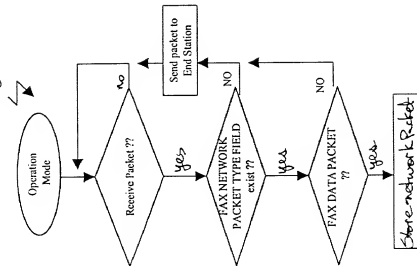 Operation
Mode
Receive Packet ??
no
yes
Send packet to
End Station
FAX NETWORK
PACKET TYPE FIELD
exist ??
NO
yes
FAX DATA PACKET
??
NO
yes
Store network Packet